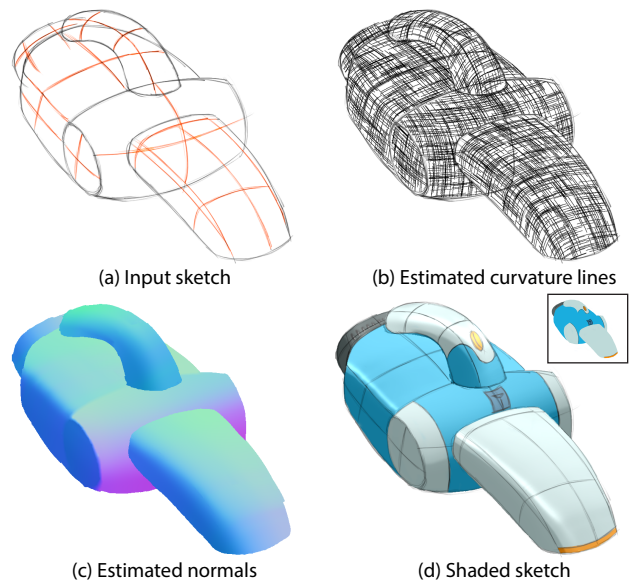 (a) Input sketch
(b) Estimated curvature lines
(c) Estimated normals
(d) Shaded sketch